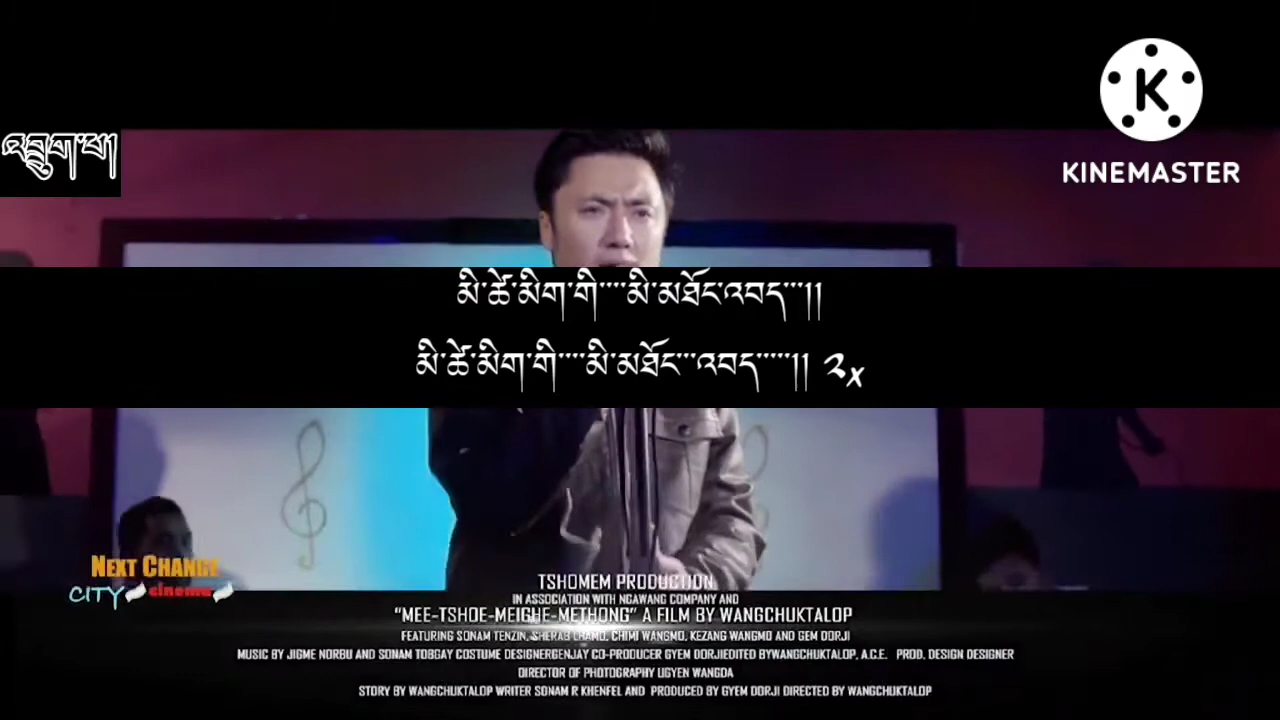 KINEMASTER
འབྲུག་པ།
མི་ཚེ་མིག་གི་་་་མི་མཐོང་འབད་་་།།
མི་ཚེ་མིག་གི་་་་མི་མཐོང་་་འབད་་་་་།། ༢x
NEXT CHANGE
CITY cinema
TSHOMEM PRODUCTION
IN ASSOCIATION WITH NGAWANG COMPANY AND
"MEE-TSHOE-MEIGHE-METHONG" A FILM BY WANGCHUKTALOP
FEATURING SONAM TENZIN, SHERAB LHAMO, CHIMI WANGMO, KEZANG WANGMO AND GEM DORJI
MUSIC BY JIGME NORBU AND SONAM TOBGAY COSTUME DESIGNERGENJAY CO-PRODUCER GYEM DORJIEDITED BYWANGCHUKTALOP, A.C.E. PROD. DESIGN DESIGNER
DIRECTOR OF PHOTOGRAPHY UGYEN WANGDA
STORY BY WANGCHUKTALOP WRITER SONAM R KHENFEL AND PRODUCED BY GYEM DORJI DIRECTED BY WANGCHUKTALOP